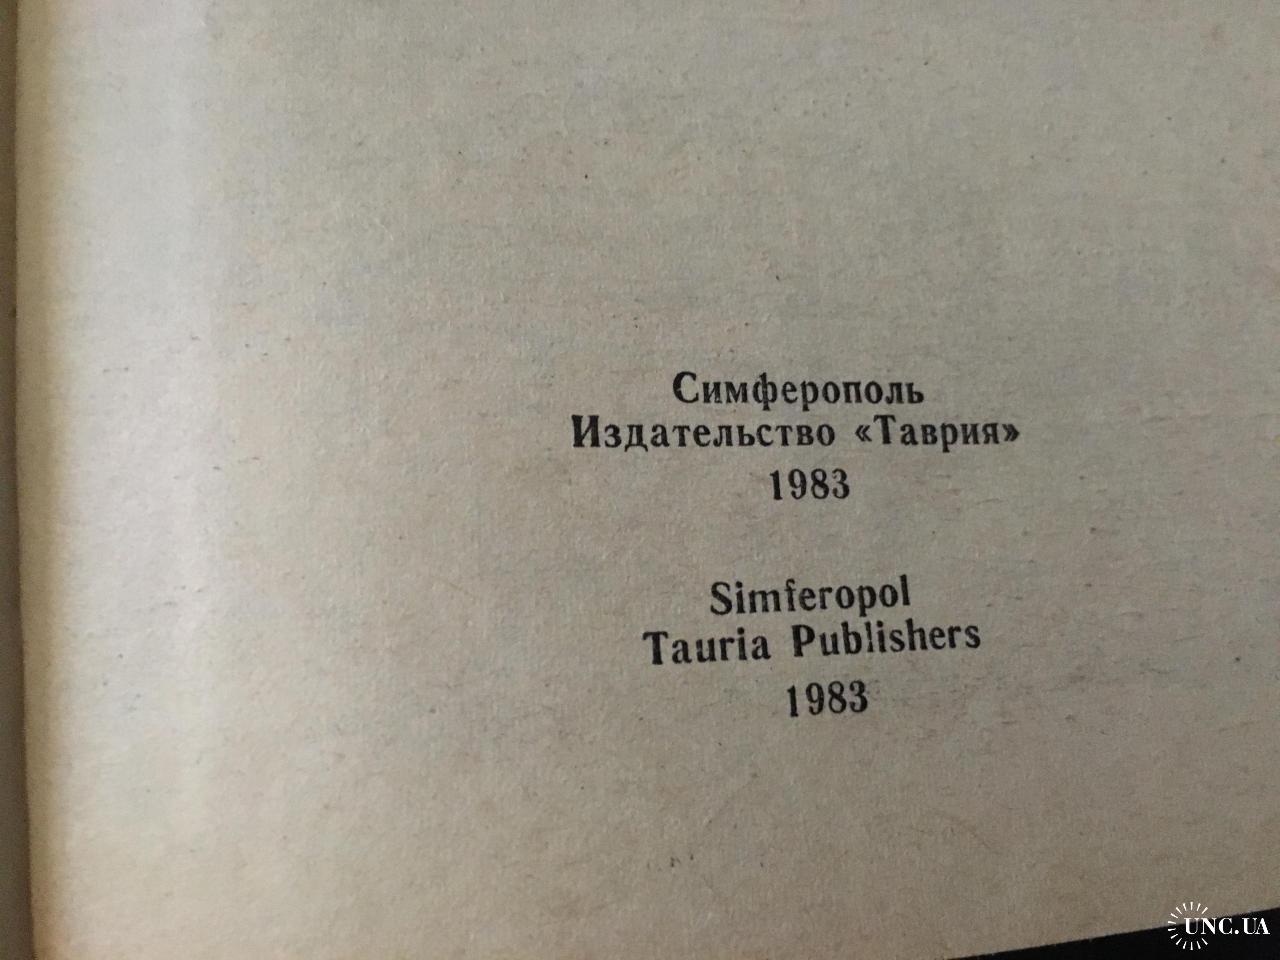 Симферополь
Издательство «Таврия»
1983
Simferopol
Tauria Publishers
1983
UNC.UA